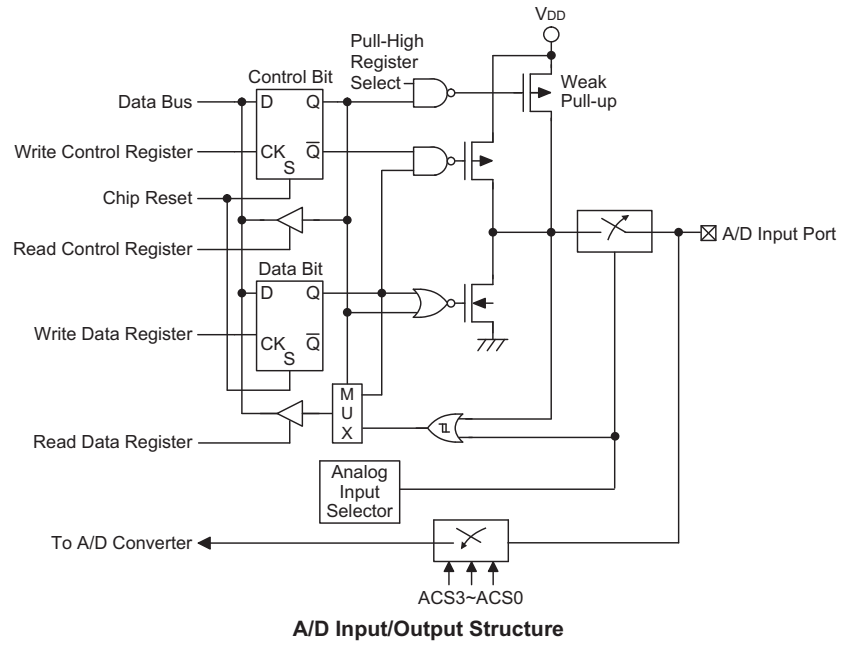 VDD
Pull-High
Register
Select
Control Bit
Weak
Pull-up
Data Bus
D
Q
Write Control Register
CK
Q̅
S
Chip Reset
A/D Input Port
Read Control Register
Data Bit
D
Q
Write Data Register
CK
Q̅
S
M
U
X
Read Data Register
Analog
Input
Selector
To A/D Converter
ACS3~ACS0
A/D Input/Output Structure